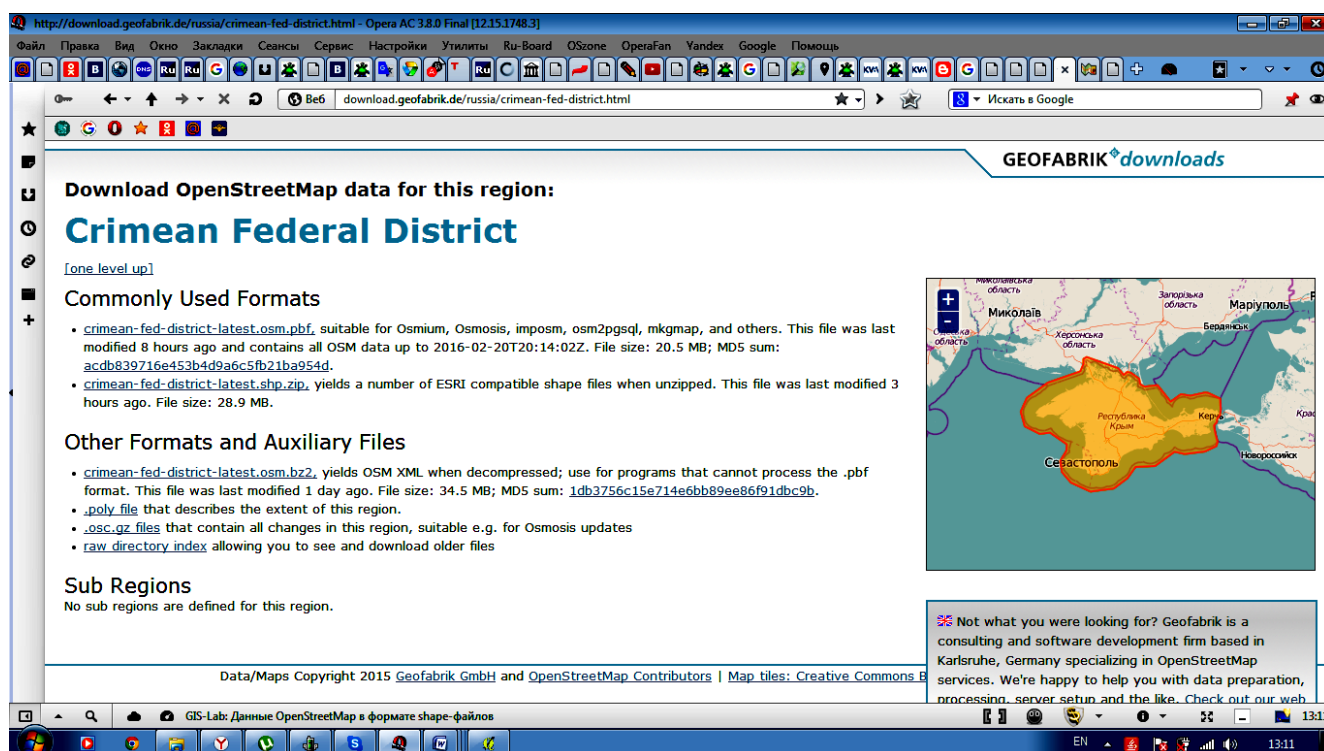 http://download.geofabrik.de/russia/crimean-fed-district.html - Opera AC 3.8.0 Final [12.15.1748.3]
Файл Правка Вид Окно Закладки Сеансы Сервис Настройки Утилиты Ru-Board OSzone OperaFan Yandex Google Помощь
Веб download.geofabrik.de/russia/crimean-fed-district.html Искать в Google
GEOFABRIK downloads
Download OpenStreetMap data for this region:
Crimean Federal District
[one level up]
Commonly Used Formats
• crimean-fed-district-latest.osm.pbf, suitable for Osmium, Osmosis, imposm, osm2pgsql, mkgmap, and others. This file was last
modified 8 hours ago and contains all OSM data up to 2016-02-20T20:14:02Z. File size: 20.5 MB; MD5 sum:
acdb839716e453b4d9a6c5fb21ba954d.
• crimean-fed-district-latest.shp.zip, yields a number of ESRI compatible shape files when unzipped. This file was last modified 3
hours ago. File size: 28.9 MB.
Other Formats and Auxiliary Files
• crimean-fed-district-latest.osm.bz2, yields OSM XML when decompressed; use for programs that cannot process the .pbf
format. This file was last modified 1 day ago. File size: 34.5 MB; MD5 sum: 1db3756c15e714e6bb89ee86f91dbc9b.
• .poly file that describes the extent of this region.
• .osc.gz files that contain all changes in this region, suitable e.g. for Osmosis updates
• raw directory index allowing you to see and download older files
Sub Regions
No sub regions are defined for this region.
Миколаївська
область
Миколаїв
Запорізька
область
Маріуполь
Бердянськ
область
Херсонська
область
Республика
Крым
Керчь
Севастополь
Новороссийск
Not what you were looking for? Geofabrik is a
consulting and software development firm based in
Karlsruhe, Germany specializing in OpenStreetMap
services. We're happy to help you with data preparation,
processing, server setup and the like. Check out our web
Data/Maps Copyright 2015 Geofabrik GmbH and OpenStreetMap Contributors | Map tiles: Creative Commons B
GIS-Lab: Данные OpenStreetMap в формате shape-файлов
EN 13:11